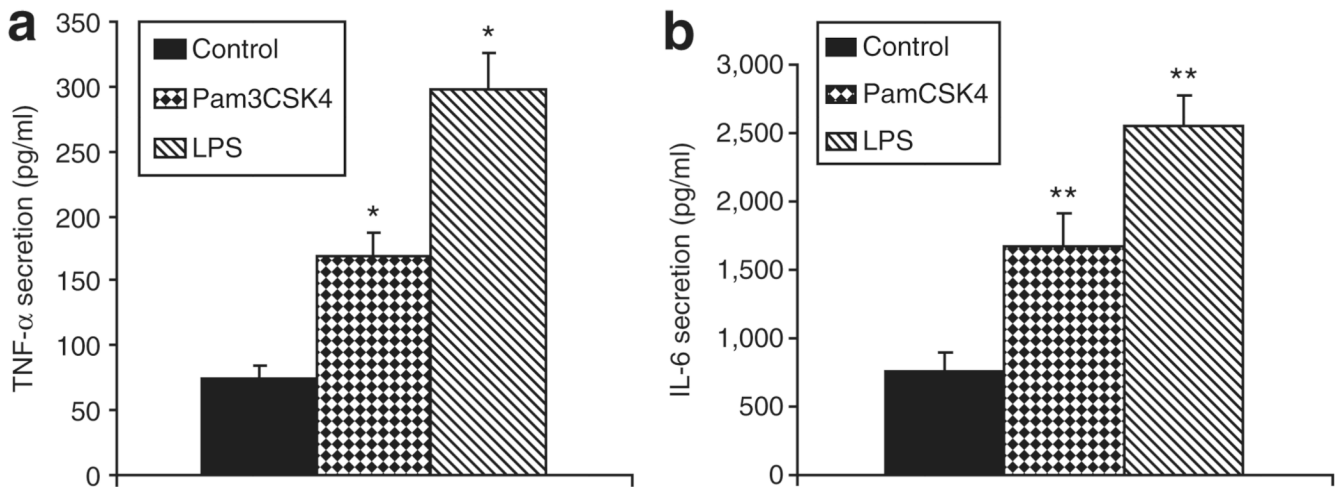 a
350
300
250
200
150
100
50
0
TNF-α secretion (pg/ml)
Control
Pam3CSK4
LPS
*
*
b
3,000
2,500
2,000
1,500
1,000
500
0
IL-6 secretion (pg/ml)
Control
PamCSK4
LPS
**
**